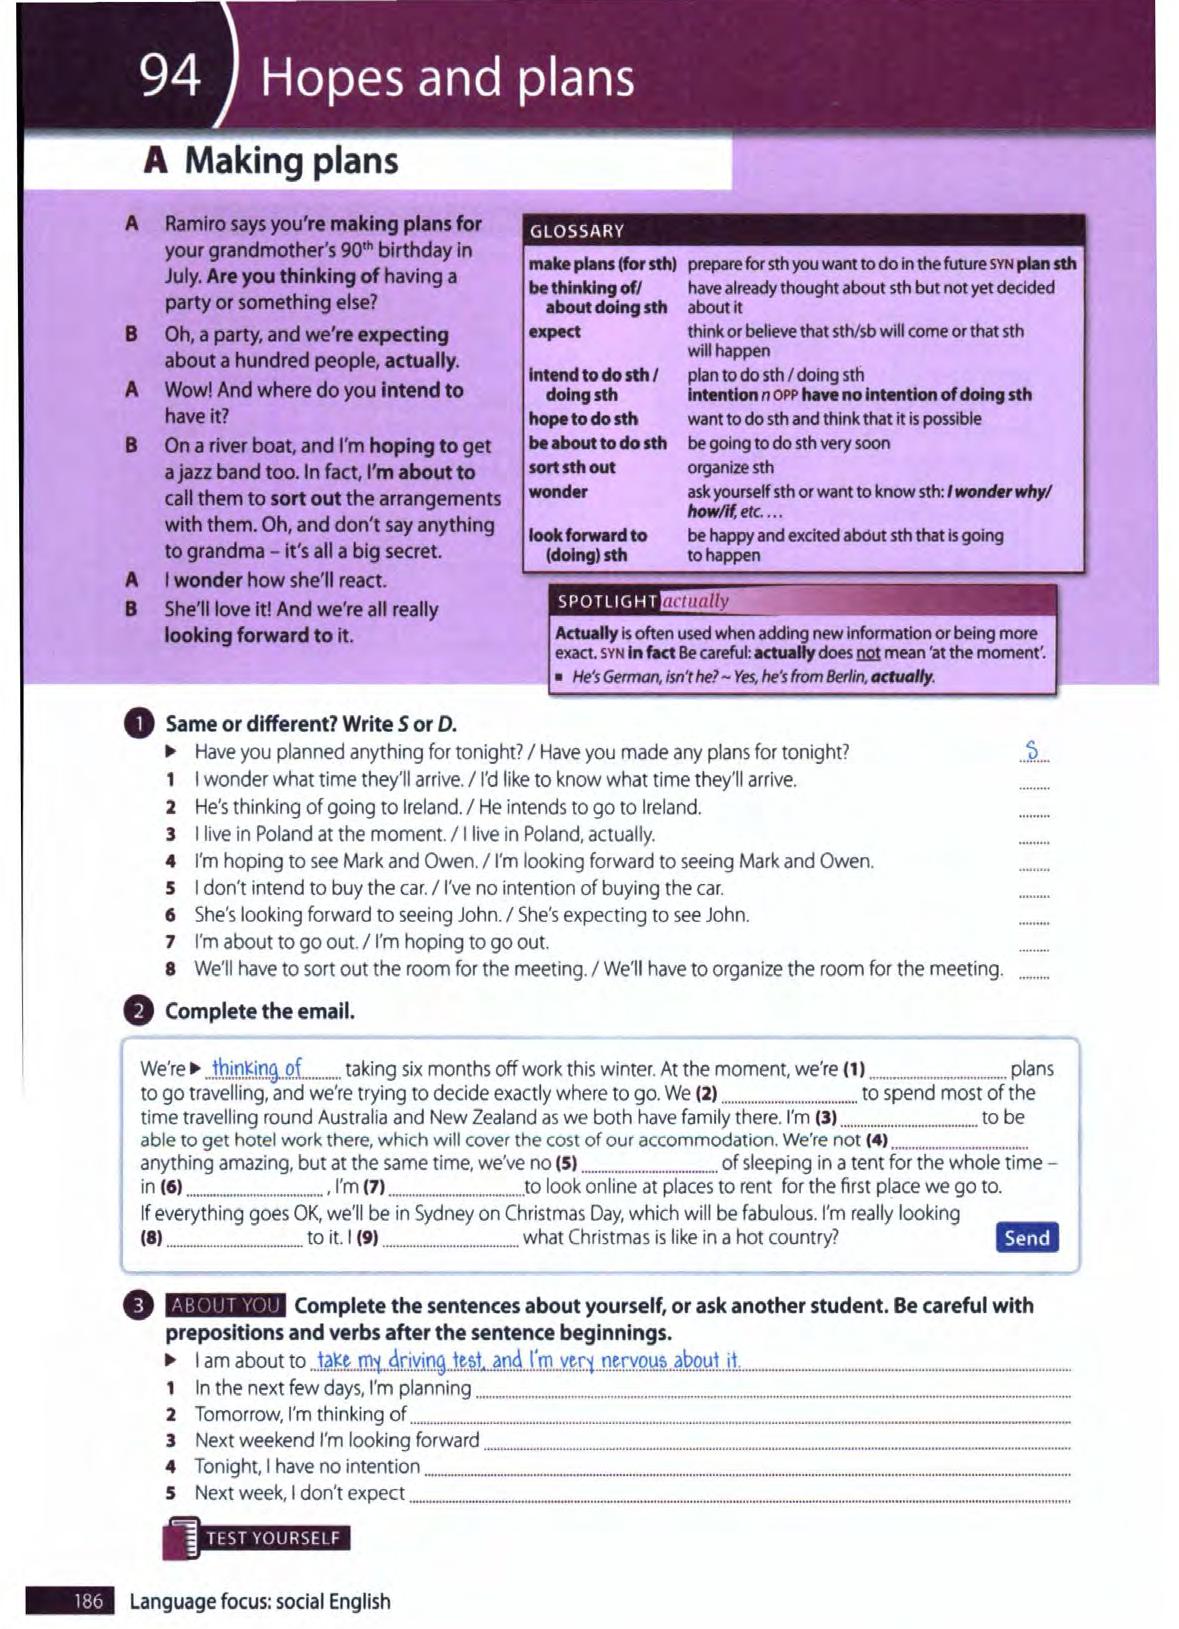 94 Hopes and plans
A Making plans
A Ramiro says you're making plans for
your grandmother's 90th birthday in
July. Are you thinking of having a
party or something else?
B Oh, a party, and we're expecting
about a hundred people, actually.
A Wow! And where do you intend to
have it?
B On a river boat, and I'm hoping to get
a jazz band too. In fact, I'm about to
call them to sort out the arrangements
with them. Oh, and don't say anything
to grandma – it's all a big secret.
A I wonder how she'll react.
B She'll love it! And we're all really
looking forward to it.
GLOSSARY
make plans (for sth) prepare for sth you want to do in the future SYN plan sth
be thinking of/ have already thought about sth but not yet decided
about doing sth about it
expect think or believe that sth/sb will come or that sth
will happen
intend to do sth / plan to do sth / doing sth
doing sth intention n OPP have no intention of doing sth
hope to do sth want to do sth and think that it is possible
be about to do sth be going to do sth very soon
sort sth out organize sth
wonder ask yourself sth or want to know sth: I wonder why/
how/if, etc. ...
look forward to be happy and excited about sth that is going
(doing) sth to happen
SPOTLIGHT actually
Actually is often used when adding new information or being more
exact. SYN in fact Be careful: actually does not mean 'at the moment'.
▪ He's German, isn't he? ~ Yes, he's from Berlin, actually.
1 Same or different? Write S or D.
► Have you planned anything for tonight? / Have you made any plans for tonight? S
1 I wonder what time they'll arrive. / I'd like to know what time they'll arrive. .........
2 He's thinking of going to Ireland. / He intends to go to Ireland. .........
3 I live in Poland at the moment. / I live in Poland, actually. .........
4 I'm hoping to see Mark and Owen. / I'm looking forward to seeing Mark and Owen. .........
5 I don't intend to buy the car. / I've no intention of buying the car. .........
6 She's looking forward to seeing John. / She's expecting to see John. .........
7 I'm about to go out. / I'm hoping to go out. .........
8 We'll have to sort out the room for the meeting. / We'll have to organize the room for the meeting. .........
2 Complete the email.
We're ► thinking of ......... taking six months off work this winter. At the moment, we're (1) ......... plans
to go travelling, and we're trying to decide exactly where to go. We (2) ......... to spend most of the
time travelling round Australia and New Zealand as we both have family there. I'm (3) ......... to be
able to get hotel work there, which will cover the cost of our accommodation. We're not (4) .........
anything amazing, but at the same time, we've no (5) ......... of sleeping in a tent for the whole time –
in (6) ......... , I'm (7) ......... to look online at places to rent for the first place we go to.
If everything goes OK, we'll be in Sydney on Christmas Day, which will be fabulous. I'm really looking
(8) ......... to it. I (9) ......... what Christmas is like in a hot country?
Send
3 ABOUT YOU Complete the sentences about yourself, or ask another student. Be careful with
prepositions and verbs after the sentence beginnings.
► I am about to take my driving test, and I'm very nervous about it. .........
1 In the next few days, I'm planning .........
2 Tomorrow, I'm thinking of .........
3 Next weekend I'm looking forward .........
4 Tonight, I have no intention .........
5 Next week, I don't expect .........
TEST YOURSELF
186 Language focus: social English